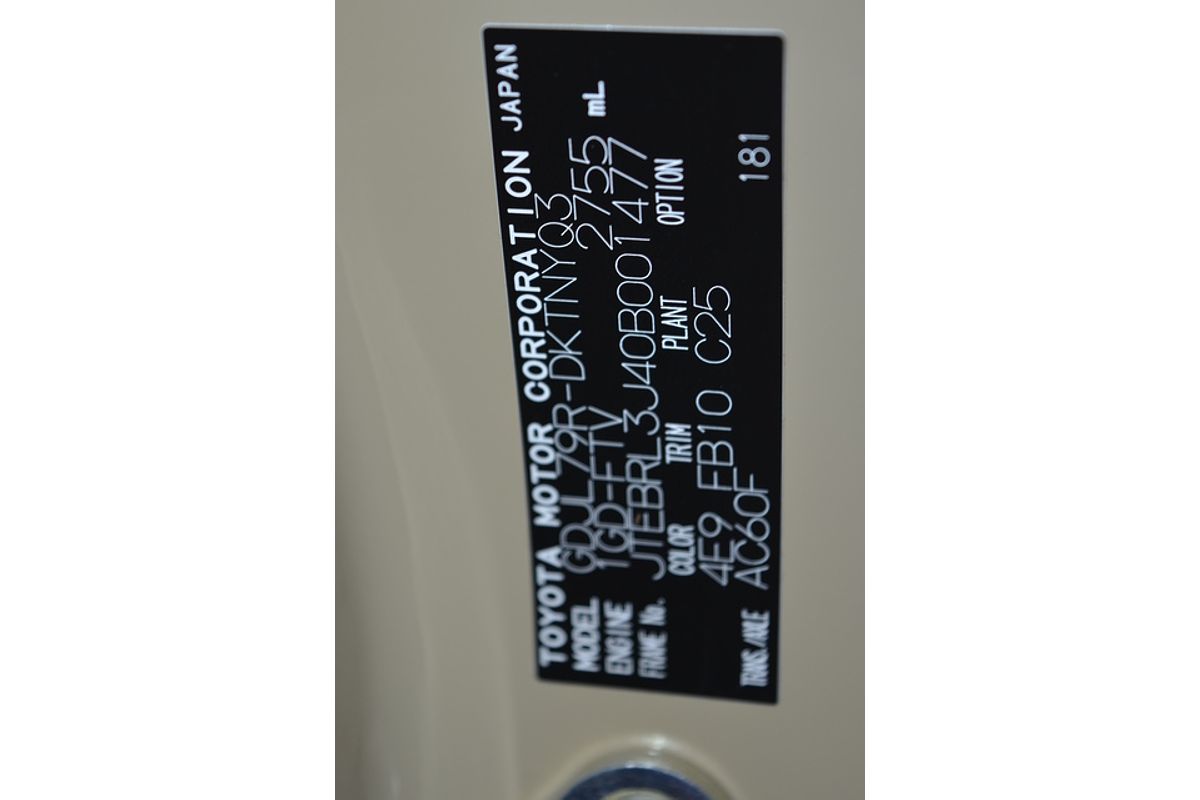 TOYOTA MOTOR CORPORATION JAPAN
MODEL GDJL79R-DKTNYQ3
ENGINE 1GD-FTV 2755 mL
FRAME No. JTEBRL3J40B001477
COLOR TRIM PLANT OPTION
4E9 FB10 C25
TRANS./AXLE AC60F 181